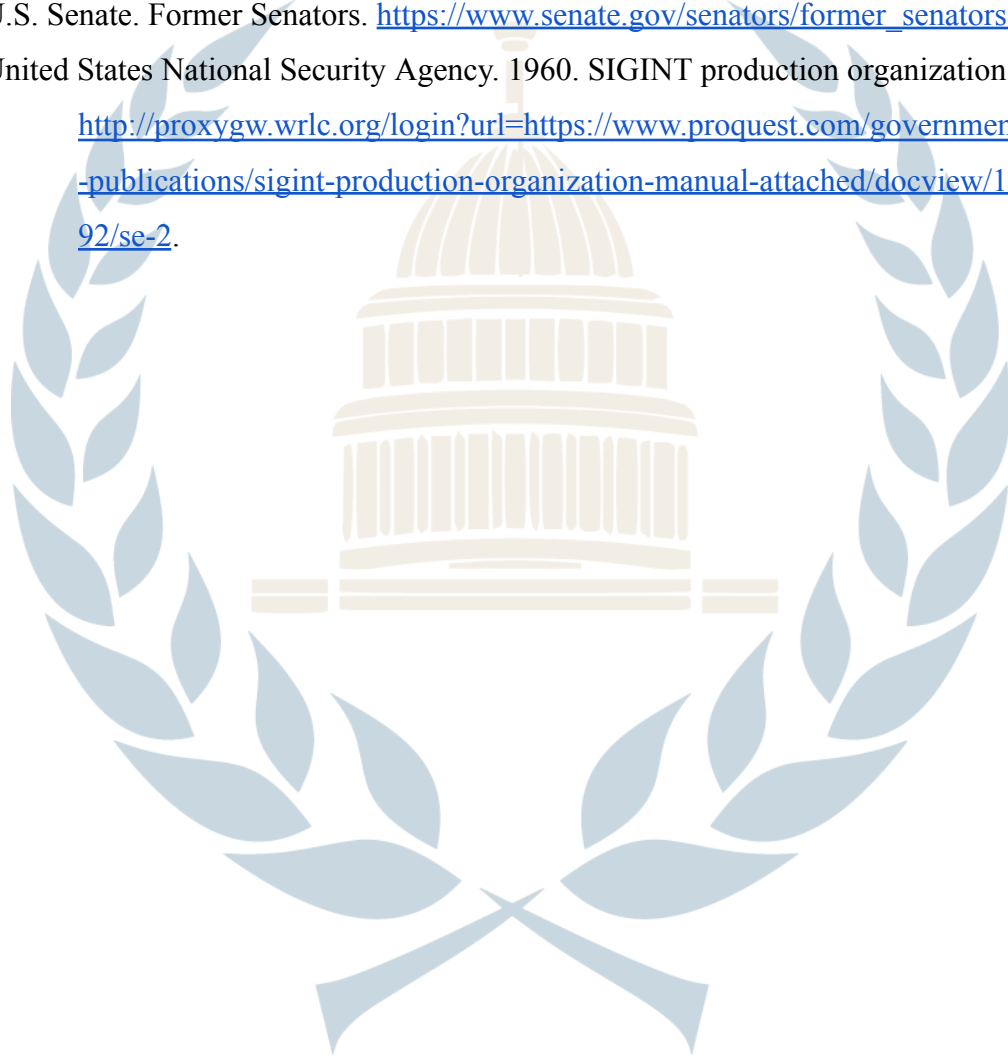 U.S. Senate. Former Senators. https://www.senate.gov/senators/former_senators
United States National Security Agency. 1960. SIGINT production organization
http://proxygw.wrlc.org/login?url=https://www.proquest.com/governmen
-publications/sigint-production-organization-manual-attached/docview/1
92/se-2.